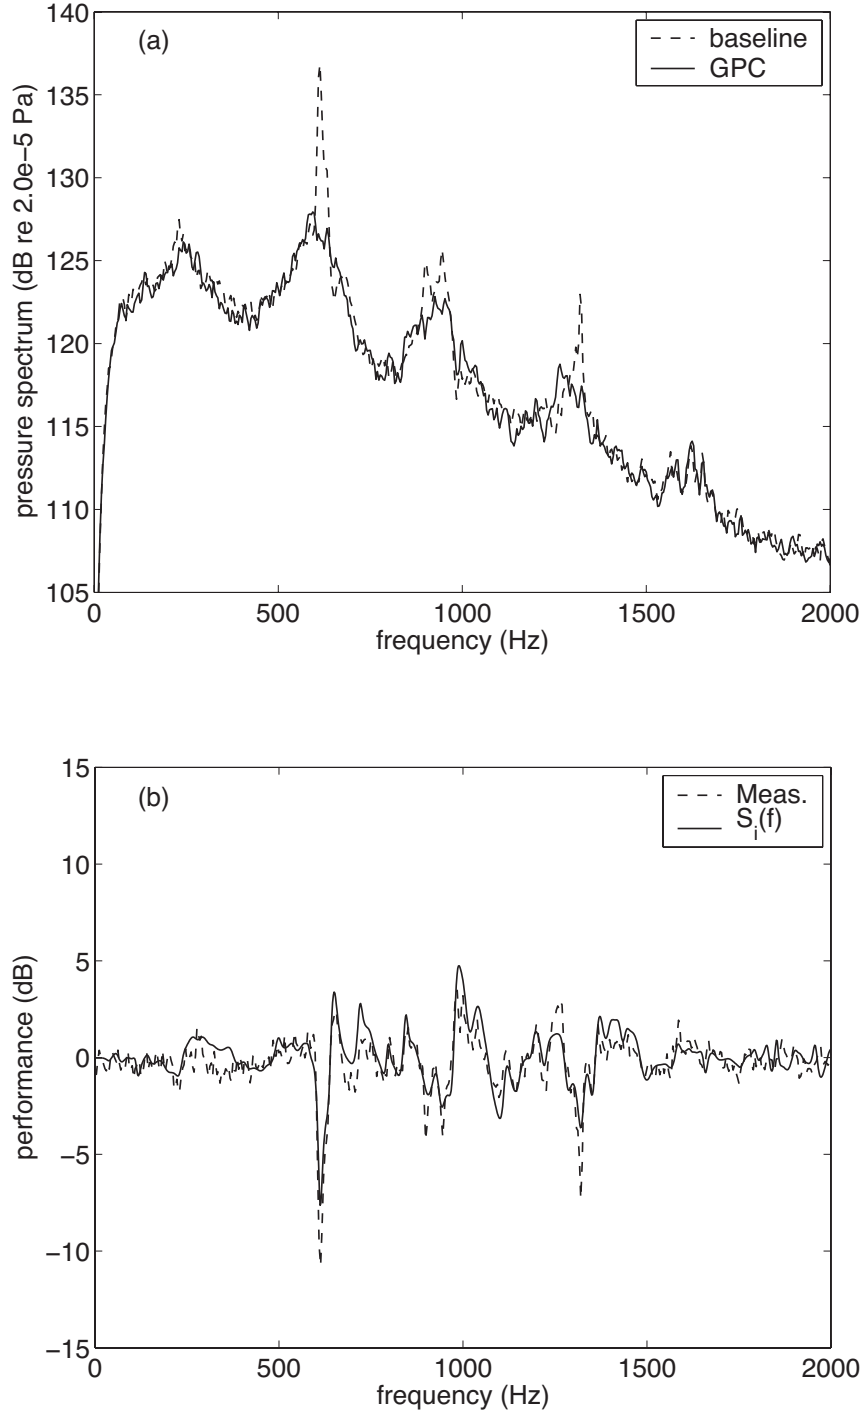 (a)
baseline
GPC
pressure spectrum (dB re 2.0e−5 Pa)
140
135
130
125
120
115
110
105
0
500
1000
1500
2000
frequency (Hz)
(b)
Meas.
S_i(f)
performance (dB)
15
10
5
0
−5
−10
−15
0
500
1000
1500
2000
frequency (Hz)